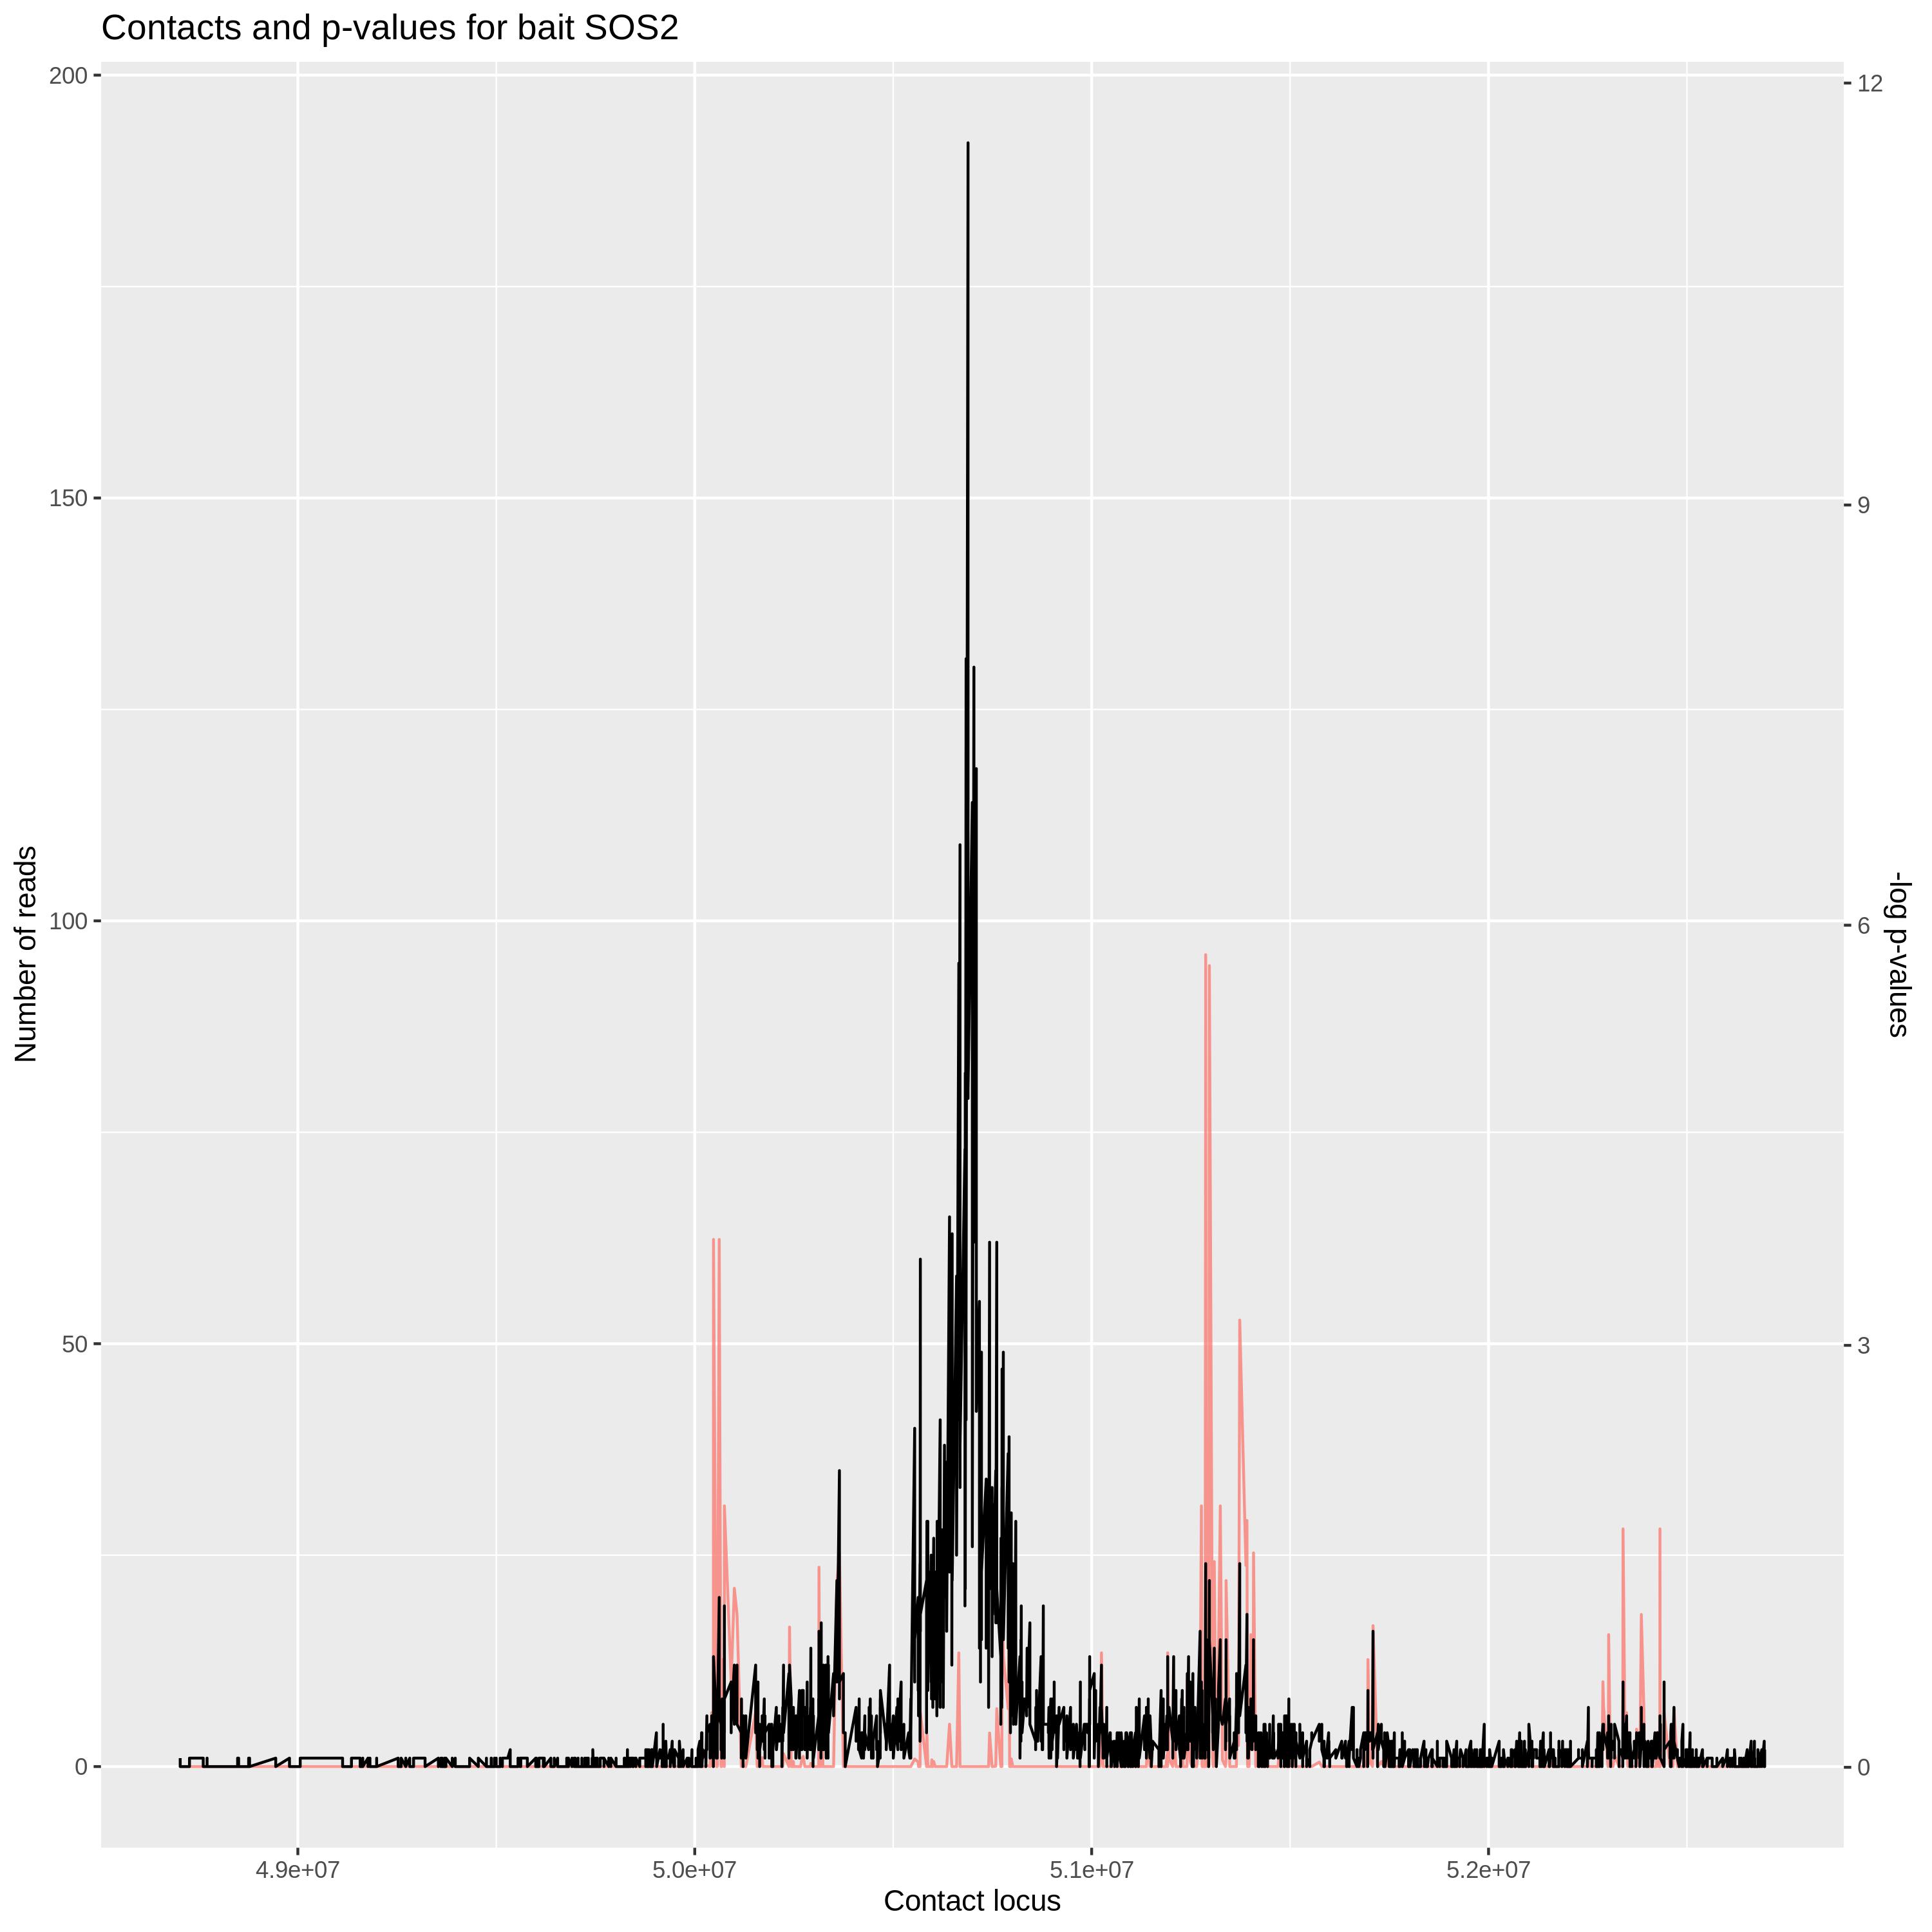 Contacts and p-values for bait SOS2
200
150
100
50
0
Number of reads
12
9
6
3
0
-log p-values
4.9e+07
5.0e+07
5.1e+07
5.2e+07
Contact locus